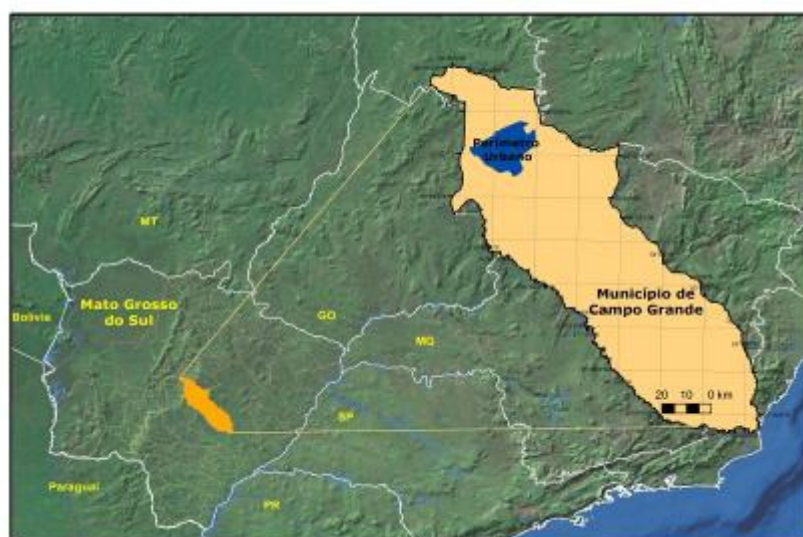 Perímetro
Urbano
MT
Mato Grosso
do Sul
Bolivia
GO
MG
Município de
Campo Grande
20 10 0 km
SP
Paraguai
PR